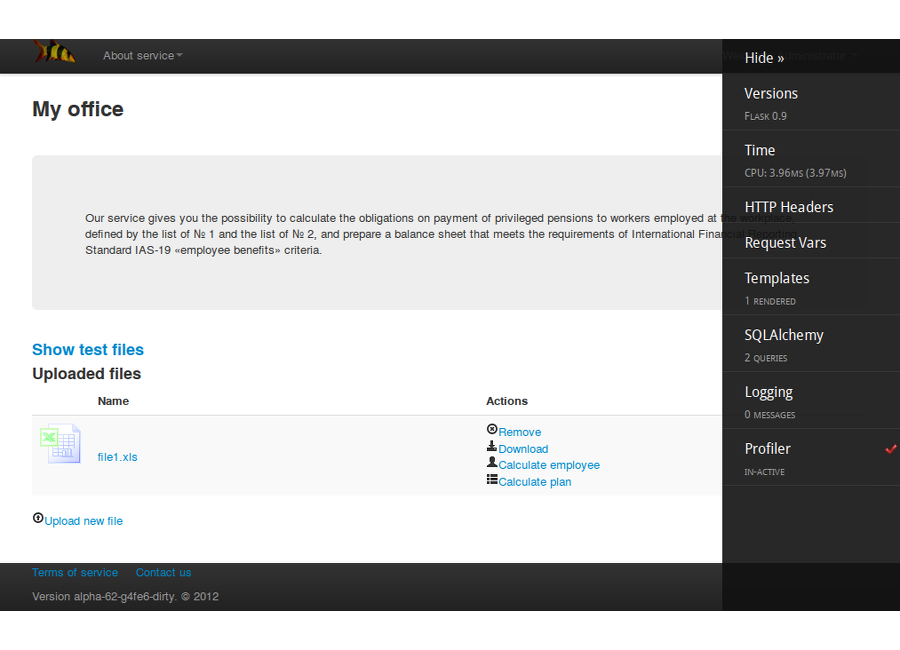 About service
Hide »
My office
Versions
Flask 0.9
Time
CPU: 3.96ms (3.97ms)
HTTP Headers
Request Vars
Templates
1 rendered
SQLAlchemy
2 queries
Logging
0 messages
Profiler
in-active
Our service gives you the possibility to calculate the obligations on payment of privileged pensions to workers employed at the workplace,
defined by the list of № 1 and the list of № 2, and prepare a balance sheet that meets the requirements of International Financial Reporting
Standard IAS-19 «employee benefits» criteria.
Show test files
Uploaded files
Name Actions
file1.xls
Remove
Download
Calculate employee
Calculate plan
Upload new file
Terms of service Contact us
Version alpha-62-g4fe6-dirty. © 2012